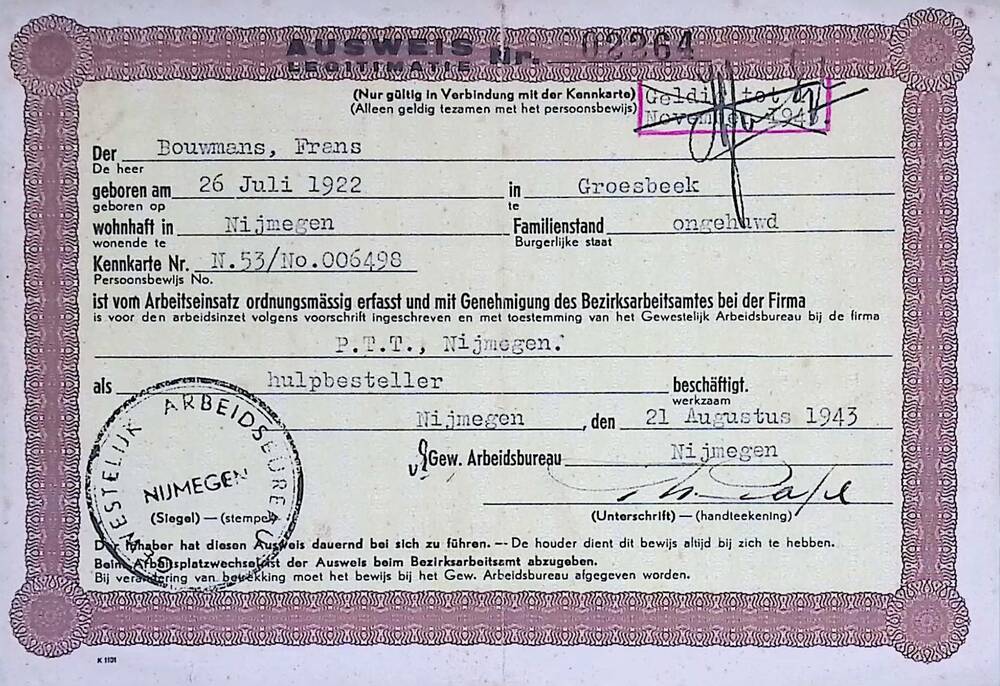 AUSWEIS Nr. 02264
LEGITIMATIE
(Nur gültig in Verbindung mit der Kennkarte)
(Alleen geldig tezamen met het persoonsbewijs)
Geldig tot 21
November 1943.
Der Bouwmans, Frans
De heer
geboren am 26 Juli 1922 in Groesbeek
geboren op te
wohnhaft in Nijmegen Familienstand ongehuwd
wonende te Burgerlijke staat
Kennkarte Nr. N.53/No.006498
Persoonsbewijs No.
ist vom Arbeitseinsatz ordnungsmässig erfasst und mit Genehmigung des Bezirksarbeitsamtes bei der Firma
is voor den arbeidsinzet volgens voorschrift ingeschreven en met toestemming van het Gewestelijk Arbeidsbureau bij de firma
P.T.T., Nijmegen.
als hulpbesteller beschäftigt.
werkzaam
Nijmegen, den 21 Augustus 1943
Gew. Arbeidsbureau Nijmegen
(Unterschrift) — (handteekening)
GEWESTELIJK ARBEIDSBUREAU
NIJMEGEN
(Siegel) — (stempel)
Der Inhaber hat diesen Ausweis dauernd bei sich zu führen. — De houder dient dit bewijs altijd bij zich te hebben.
Beim Arbeitsplatzwechsel ist der Ausweis beim Bezirksarbeitsamt abzugeben.
Bij verandering van betrekking moet het bewijs bij het Gew. Arbeidsbureau afgegeven worden.
K 1101